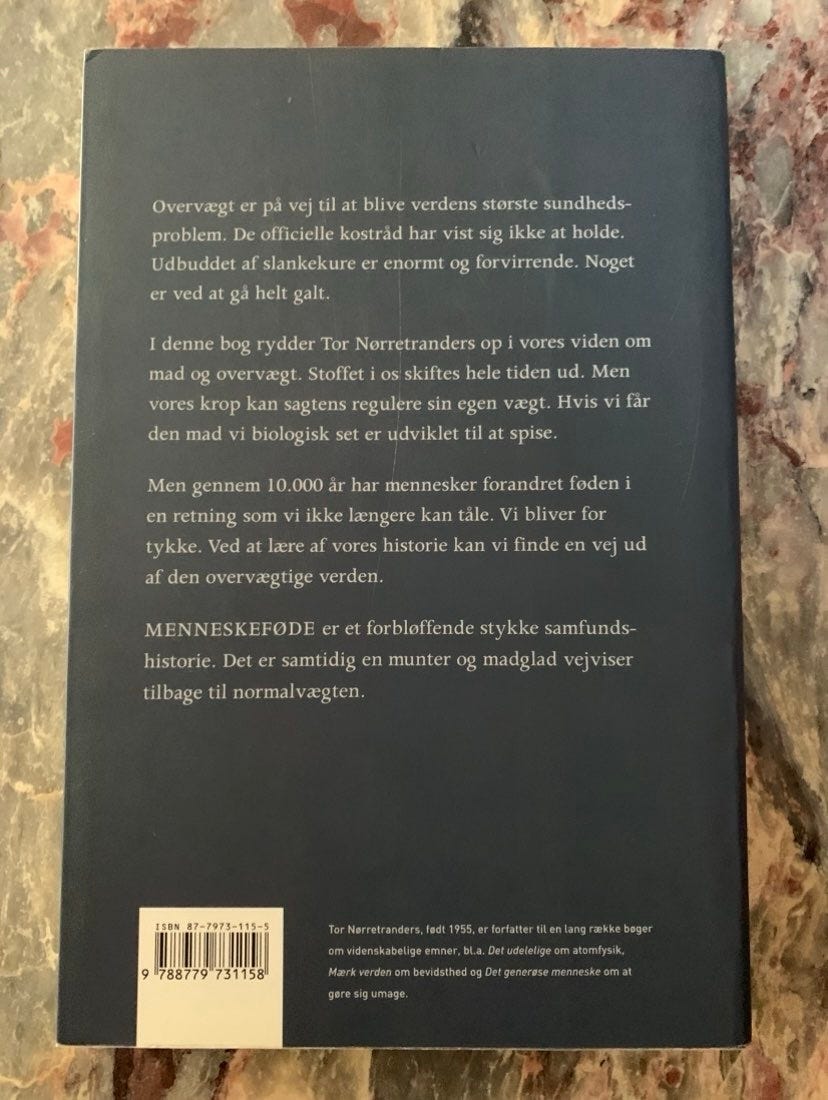 Overvægt er på vej til at blive verdens største sundheds-
problem. De officielle kostråd har vist sig ikke at holde.
Udbuddet af slankekure er enormt og forvirrende. Noget
er ved at gå helt galt.
I denne bog rydder Tor Nørretranders op i vores viden om
mad og overvægt. Stoffet i os skiftes hele tiden ud. Men
vores krop kan sagtens regulere sin egen vægt. Hvis vi får
den mad vi biologisk set er udviklet til at spise.
Men gennem 10.000 år har mennesker forandret føden i
en retning som vi ikke længere kan tåle. Vi bliver for
tykke. Ved at lære af vores historie kan vi finde en vej ud
af den overvægtige verden.
MENNESKEFØDE er et forbløffende stykke samfunds-
historie. Det er samtidig en munter og madglad vejviser
tilbage til normalvægten.
ISBN 87-7973-115-5
9 788779 731158
Tor Nørretranders, født 1955, er forfatter til en lang række bøger
om videnskabelige emner, bl.a. Det udelelige om atomfysik,
Mærk verden om bevidsthed og Det generøse menneske om at
gøre sig umage.